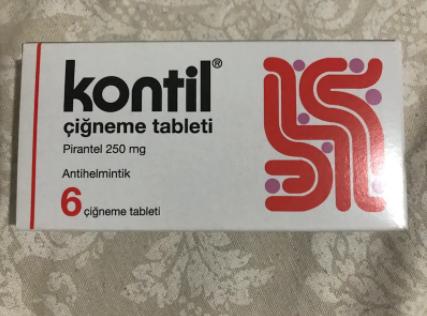 kontil®
çiğneme tableti
Pirantel 250 mg
Antihelmintik
6 çiğneme tableti